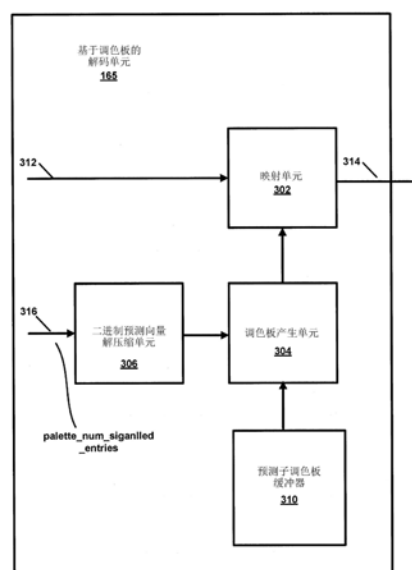 基于调色板的
解码单元
165
312
映射单元
302
314
316
二进制预测向量
解压缩单元
306
调色板产生单元
304
palette_num_siganlled
_entries
预测子调色板
缓冲器
310